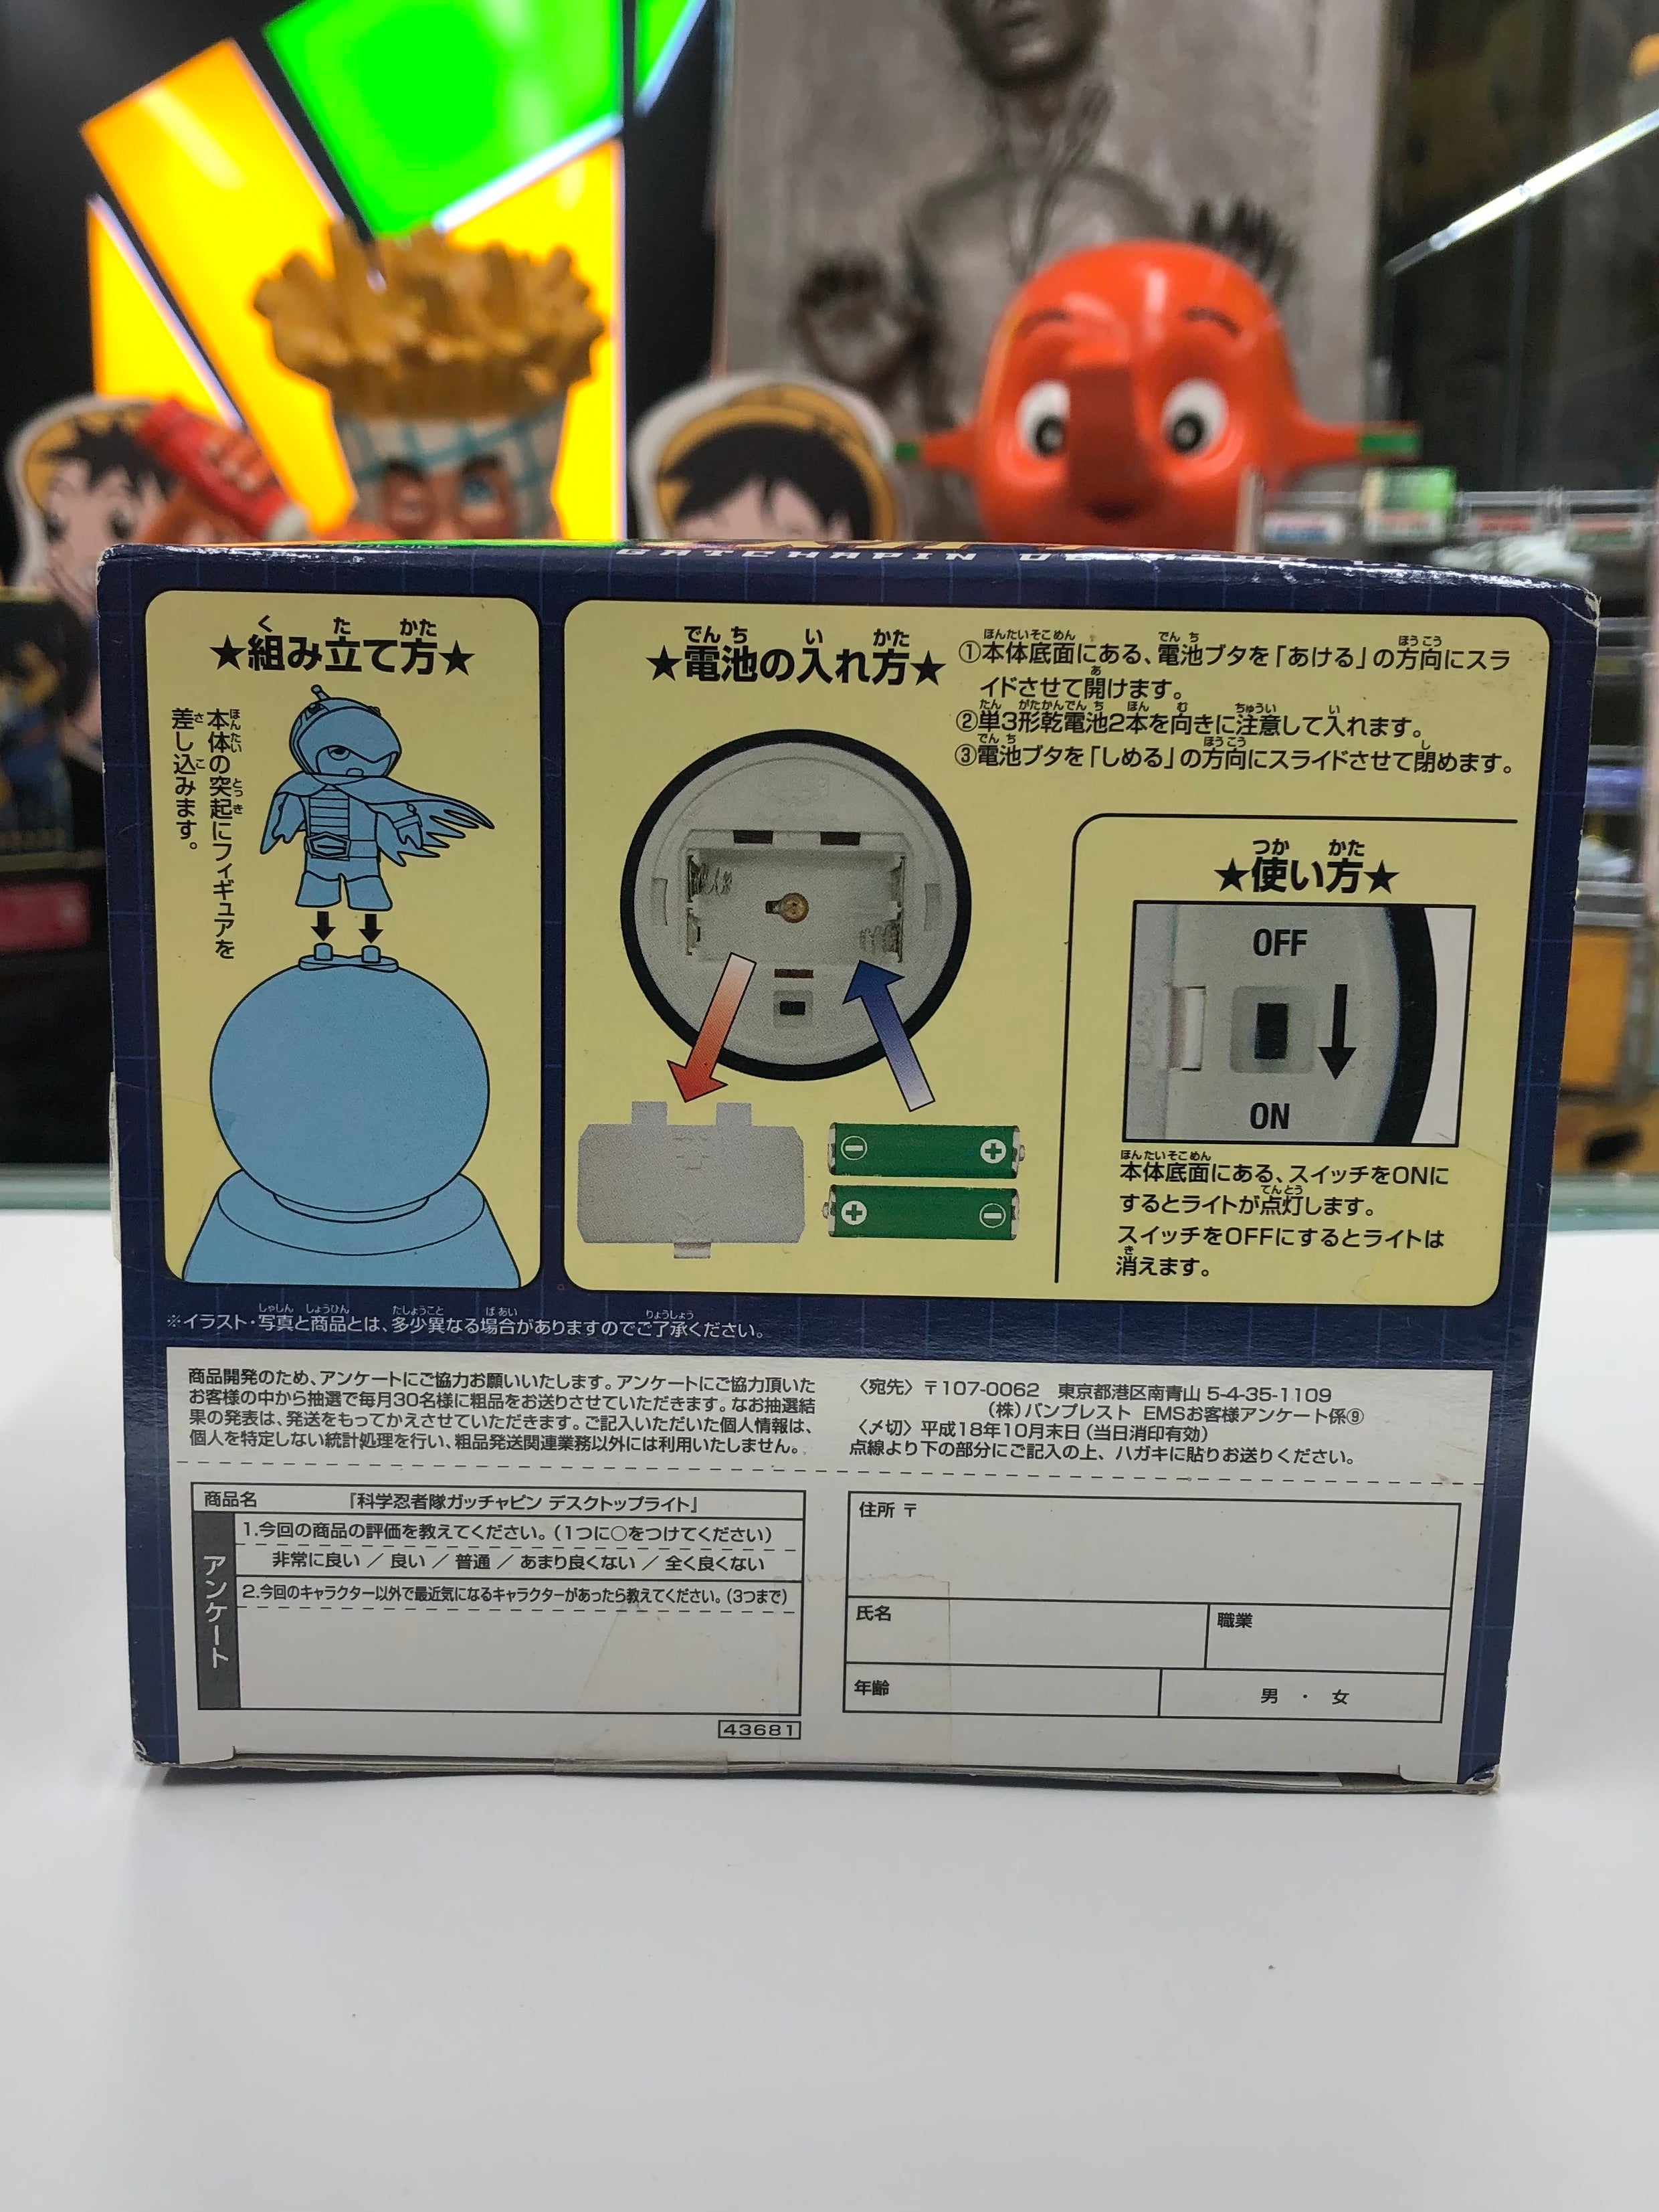 GATCHAPIN
★組み立て方★
本体の突起にフィギュアを
差し込みます。
★電池の入れ方★
①本体底面にある、電池ブタを「あける」の方向にスラ
イドさせて開けます。
②単3形乾電池2本を向きに注意して入れます。
③電池ブタを「しめる」の方向にスライドさせて閉めます。
★使い方★
OFF
ON
本体底面にある、スイッチをONに
するとライトが点灯します。
スイッチをOFFにするとライトは
消えます。
※イラスト・写真と商品とは、多少異なる場合がありますのでご了承ください。
商品開発のため、アンケートにご協力お願いいたします。アンケートにご協力頂いた
お客様の中から抽選で毎月30名様に粗品をお送りさせていただきます。なお抽選結
果の発表は、発送をもってかえさせていただきます。ご記入いただいた個人情報は、
個人を特定しない統計処理を行い、粗品発送関連業務以外には利用いたしません。
〈宛先〉〒107-0062 東京都港区南青山 5-4-35-1109
(株)バンプレスト EMSお客様アンケート係⑨
〈〆切〉平成18年10月末日(当日消印有効)
点線より下の部分にご記入の上、ハガキに貼りお送りください。
商品名 『科学忍者隊ガッチャピン デスクトップライト』
アンケート
1.今回の商品の評価を教えてください。(1つに○をつけてください)
非常に良い / 良い / 普通 / あまり良くない / 全く良くない
2.今回のキャラクター以外で最近気になるキャラクターがあったら教えてください。(3つまで)
43681
住所 〒
氏名
職業
年齢
男 ・ 女